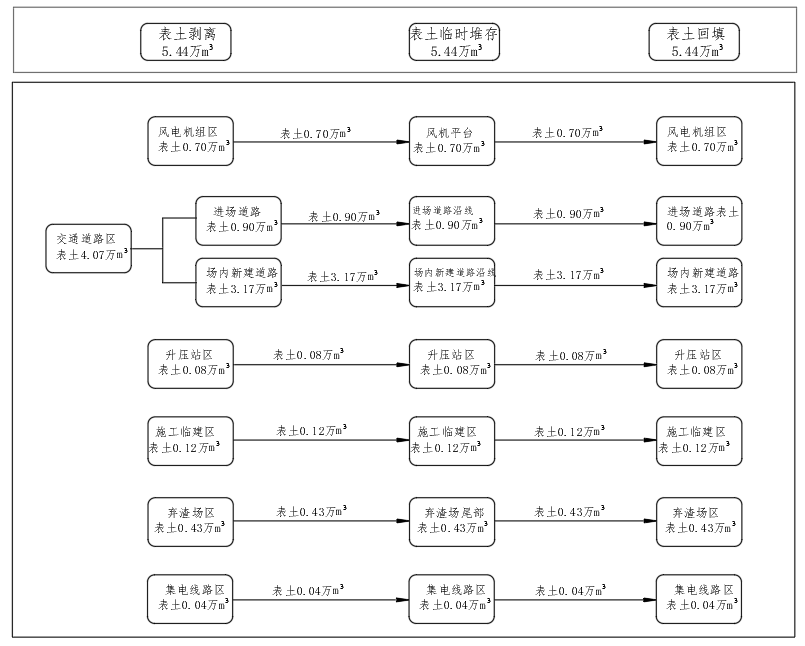 表土剥离
5.44万m³
表土临时堆存
5.44万m³
表土回填
5.44万m³
风电机组区
表土0.70万m³
表土0.70万m³
风机平台
表土0.70万m³
表土0.70万m³
风电机组区
表土0.70万m³
交通道路区
表土4.07万m³
进场道路
表土0.90万m³
表土0.90万m³
进场道路沿线
表土0.90万m³
表土0.90万m³
进场道路表土
0.90万m³
场内新建道路
表土3.17万m³
表土3.17万m³
场内新建道路沿线
表土3.17万m³
表土3.17万m³
场内新建道路
表土3.17万m³
升压站区
表土0.08万m³
表土0.08万m³
升压站区
表土0.08万m³
表土0.08万m³
升压站区
表土0.08万m³
施工临建区
表土0.12万m³
表土0.12万m³
施工临建区
表土0.12万m³
表土0.12万m³
施工临建区
表土0.12万m³
弃渣场区
表土0.43万m³
表土0.43万m³
弃渣场尾部
表土0.43万m³
表土0.43万m³
弃渣场区
表土0.43万m³
集电线路区
表土0.04万m³
表土0.04万m³
集电线路区
表土0.04万m³
表土0.04万m³
集电线路区
表土0.04万m³